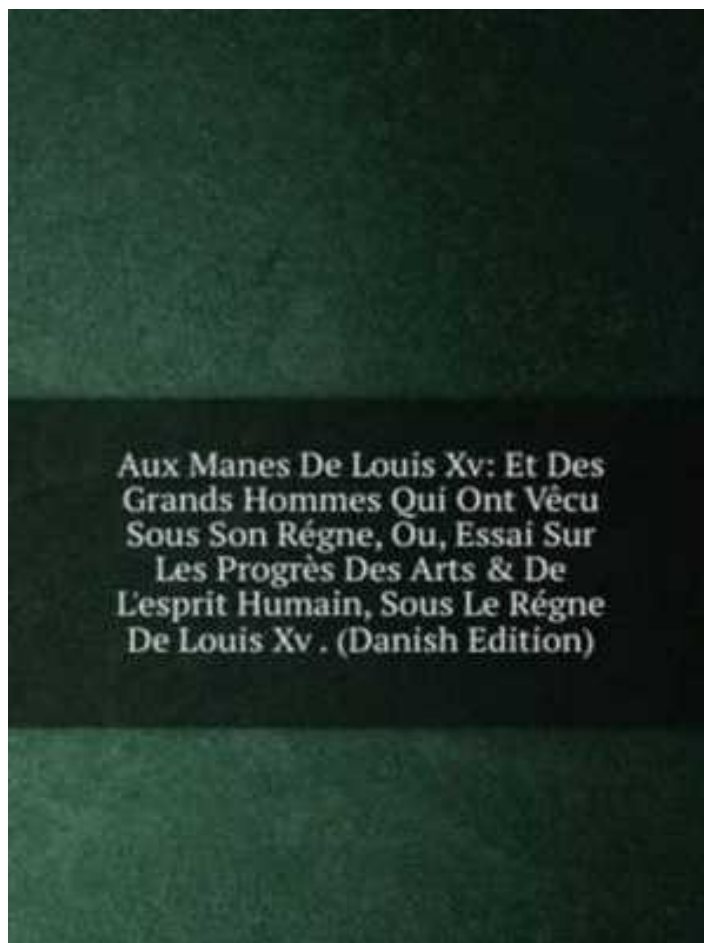 Aux Manes De Louis Xv: Et Des
Grands Hommes Qui Ont Vêcu
Sous Son Régne, Ou, Essai Sur
Les Progrès Des Arts & De
L'esprit Humain, Sous Le Régne
De Louis Xv . (Danish Edition)